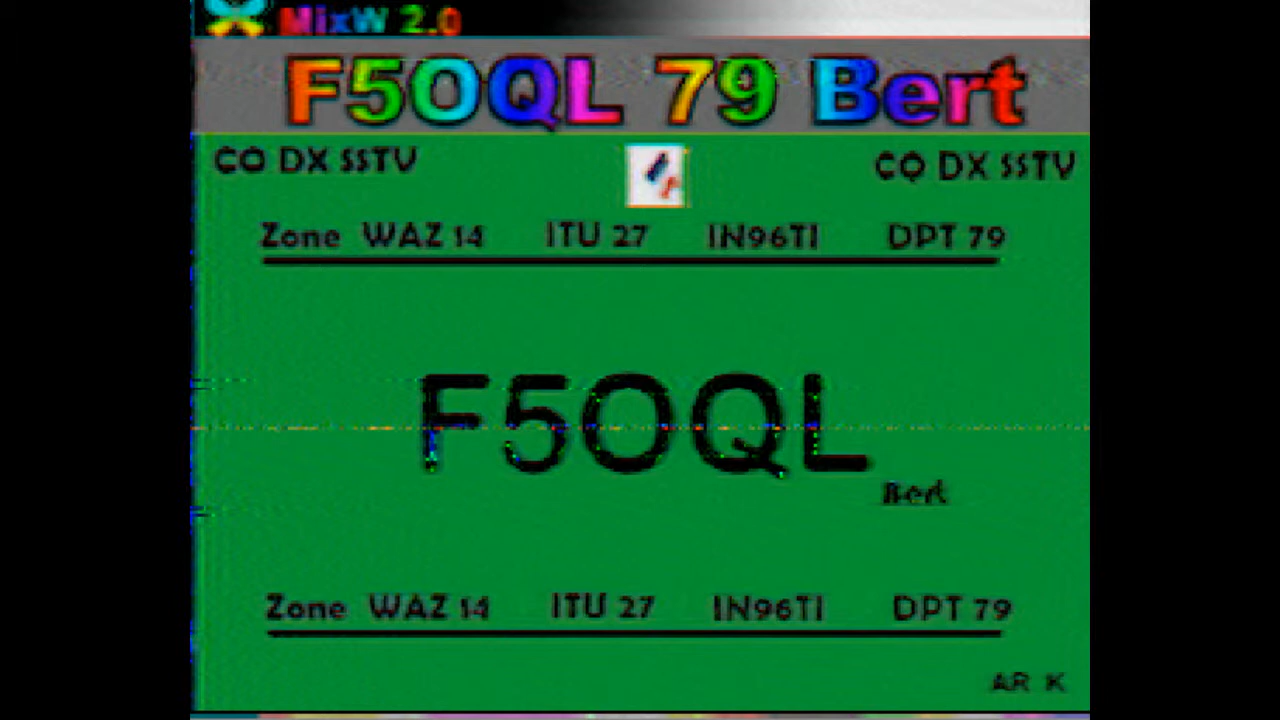 MixW 2.0
F5OQL 79 Bert
CQ DX SSTV CQ DX SSTV
Zone WAZ 14 ITU 27 IN96TI DPT 79
F5OQL
Bert
Zone WAZ 14 ITU 27 IN96TI DPT 79
AR K